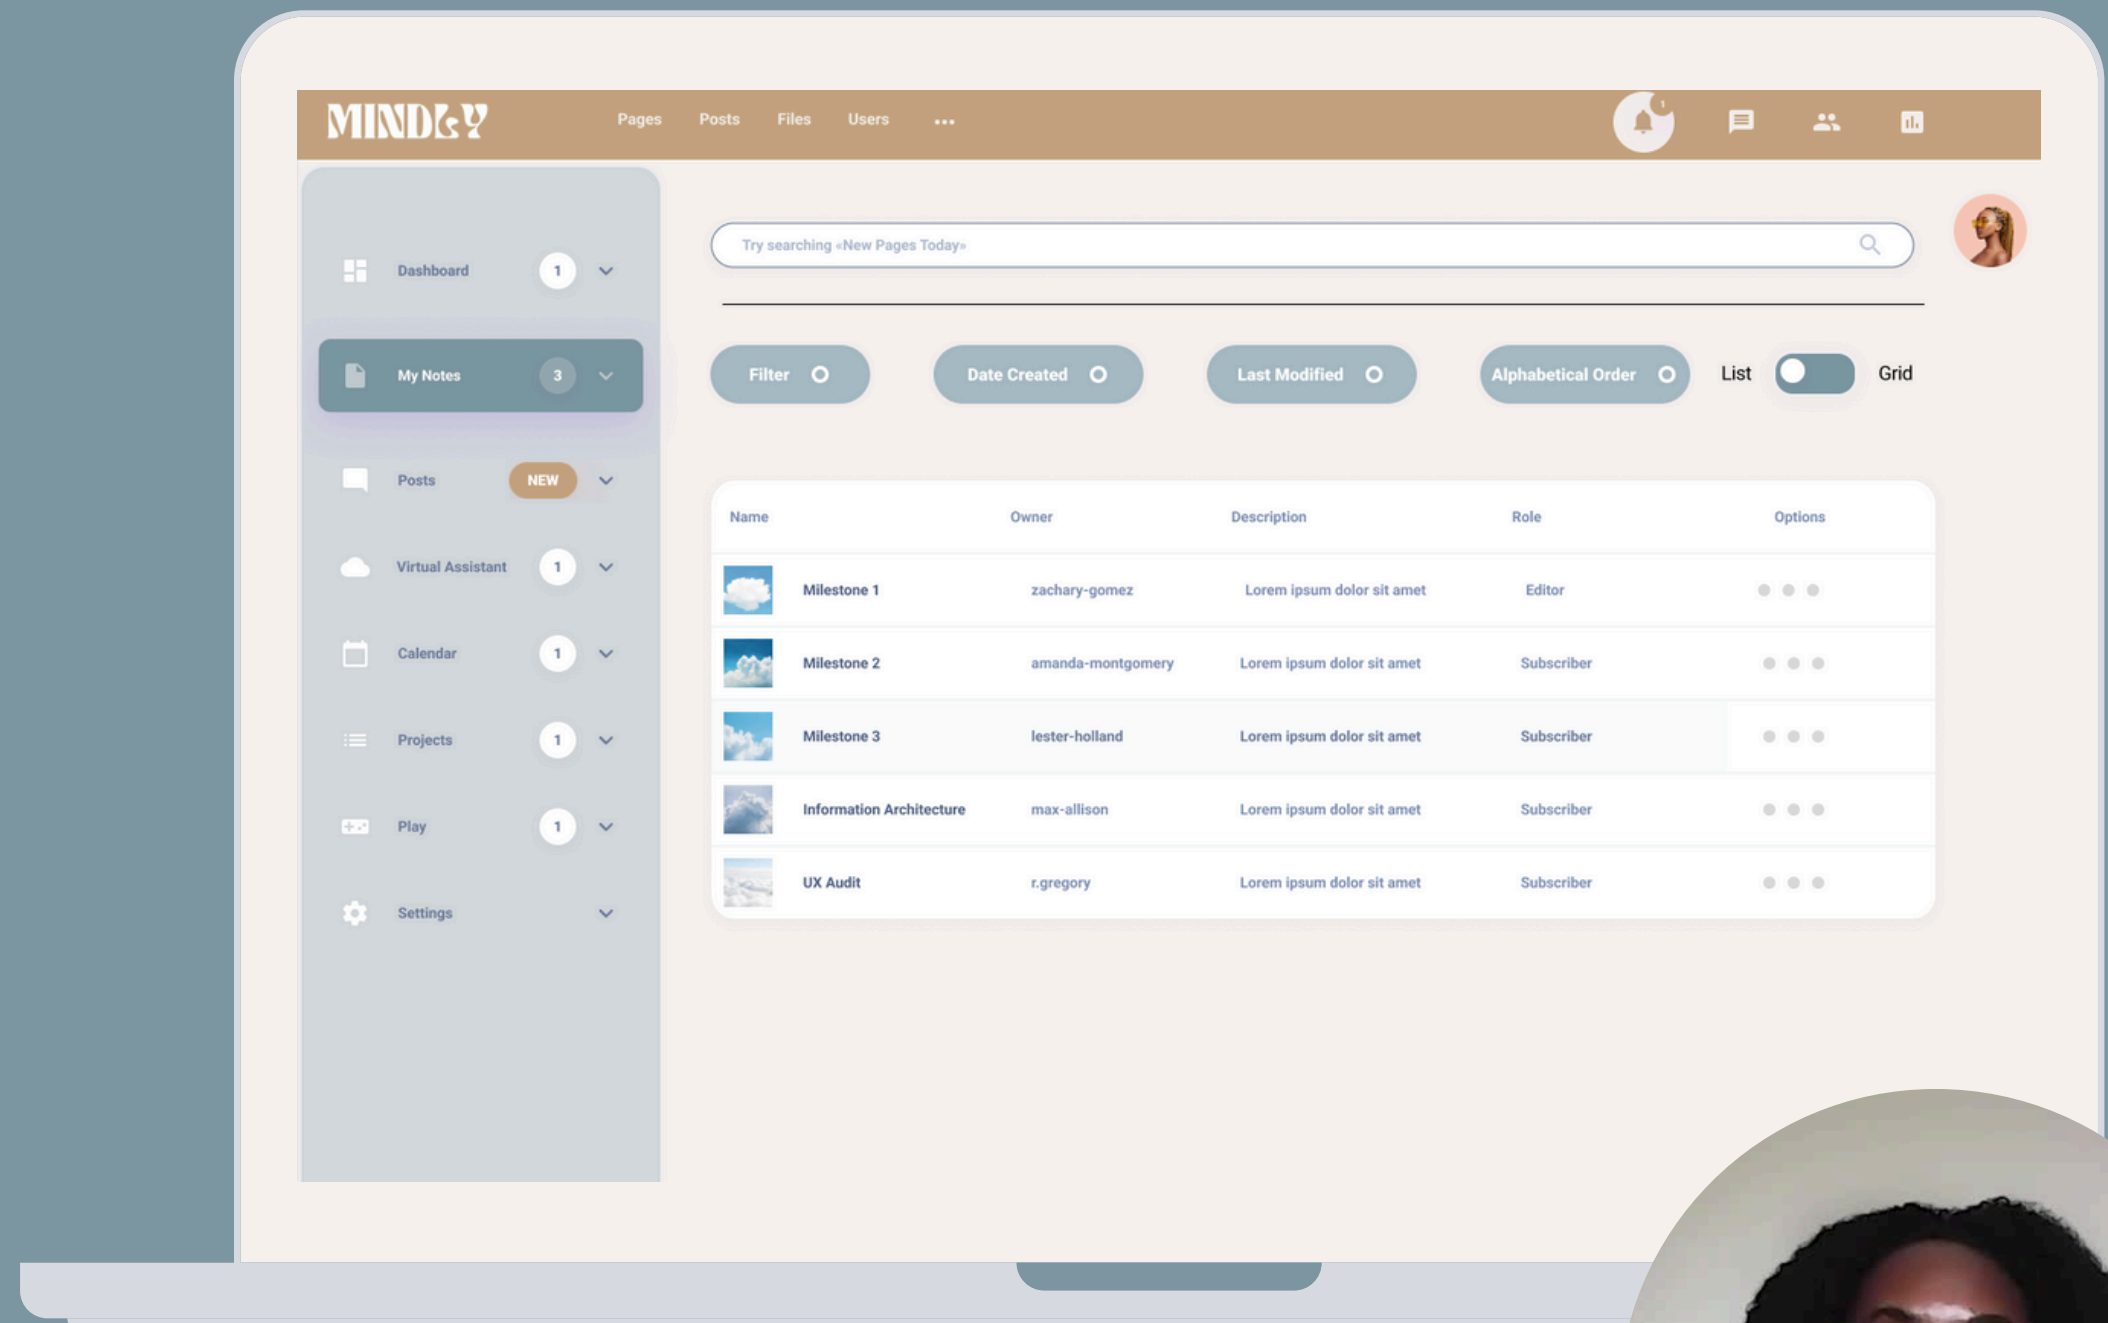 MINDLY
Pages Posts Files Users •••
1
Try searching «New Pages Today»
Dashboard 1
My Notes 3
Posts NEW
Virtual Assistant 1
Calendar 1
Projects 1
Play 1
Settings
Filter Date Created Last Modified Alphabetical Order List Grid
Name Owner Description Role Options
Milestone 1 zachary-gomez Lorem ipsum dolor sit amet Editor
Milestone 2 amanda-montgomery Lorem ipsum dolor sit amet Subscriber
Milestone 3 lester-holland Lorem ipsum dolor sit amet Subscriber
Information Architecture max-allison Lorem ipsum dolor sit amet Subscriber
UX Audit r.gregory Lorem ipsum dolor sit amet Subscriber